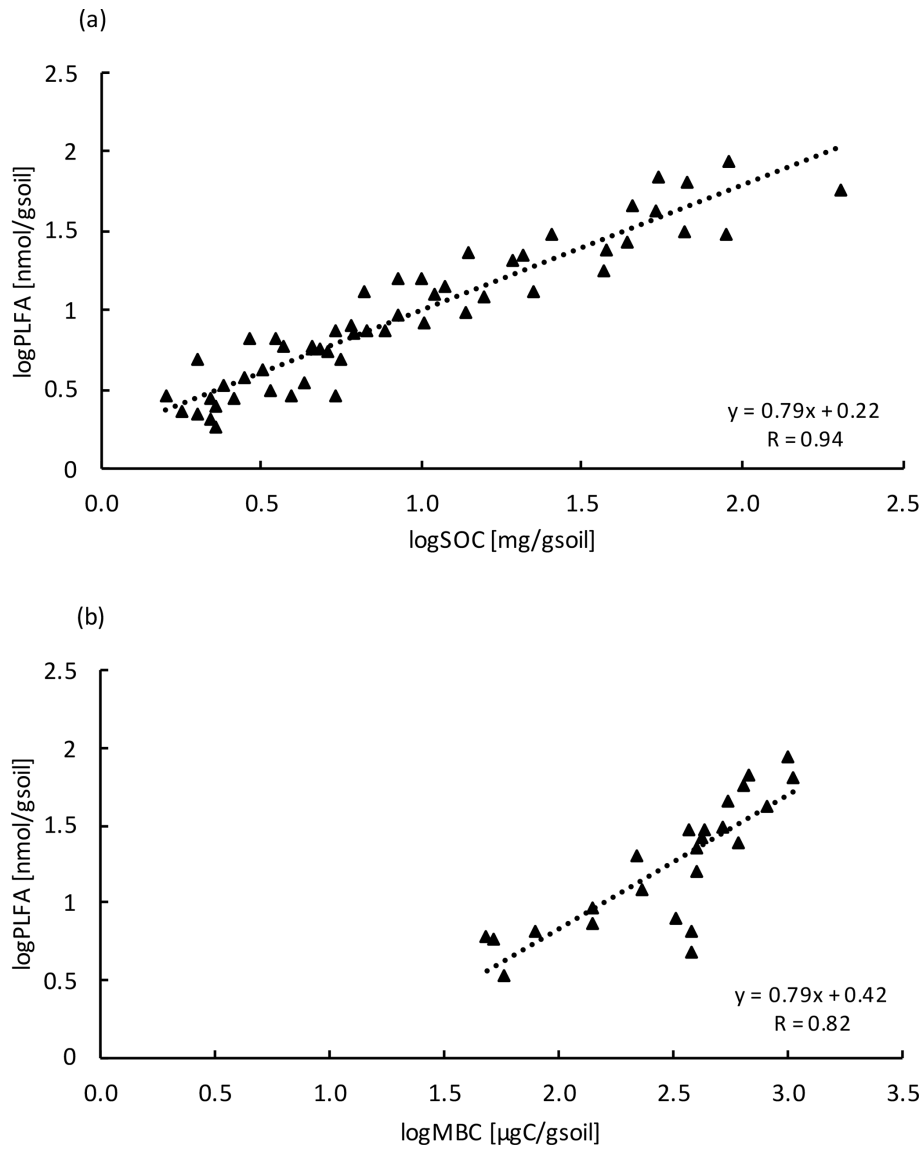 (a)
2.5
2
1.5
1
0.5
0
logPLFA [nmol/gsoil]
y = 0.79x + 0.22
R = 0.94
0.0 0.5 1.0 1.5 2.0 2.5
logSOC [mg/gsoil]
(b)
2.5
2
1.5
1
0.5
0
logPLFA [nmol/gsoil]
y = 0.79x + 0.42
R = 0.82
0.0 0.5 1.0 1.5 2.0 2.5 3.0 3.5
logMBC [µgC/gsoil]